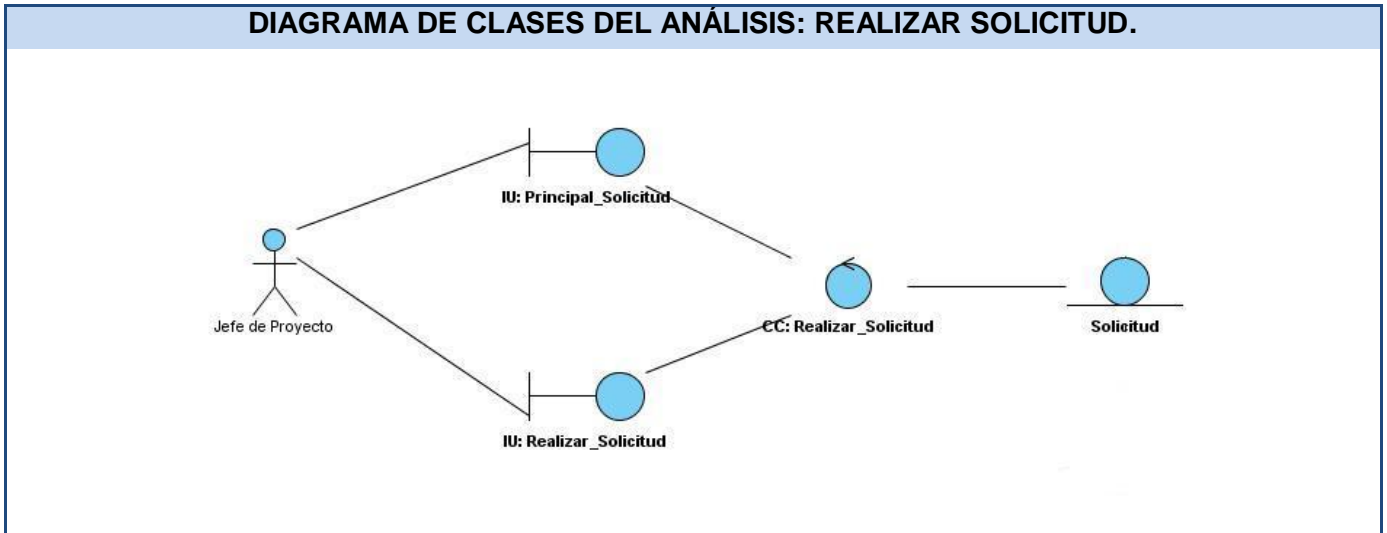 DIAGRAMA DE CLASES DEL ANÁLISIS: REALIZAR SOLICITUD.
IU: Principal_Solicitud
Jefe de Proyecto
CC: Realizar_Solicitud
Solicitud
IU: Realizar_Solicitud